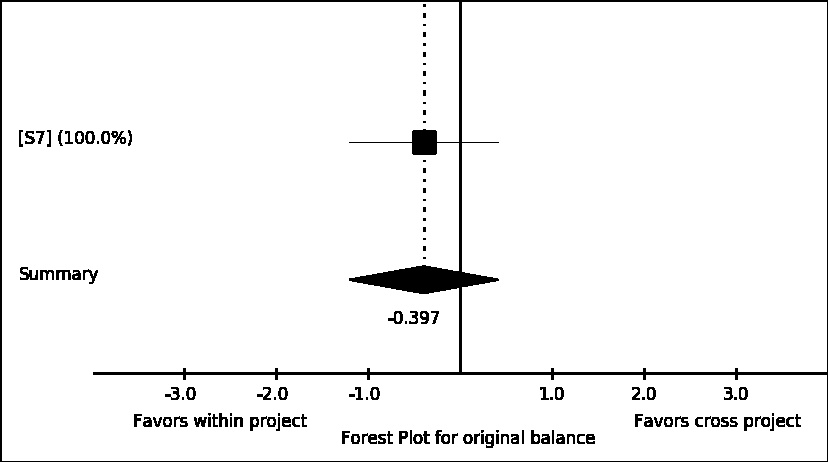 [S7] (100.0%)
Summary
-0.397
-3.0 -2.0 -1.0 1.0 2.0 3.0
Favors within project Favors cross project
Forest Plot for original balance